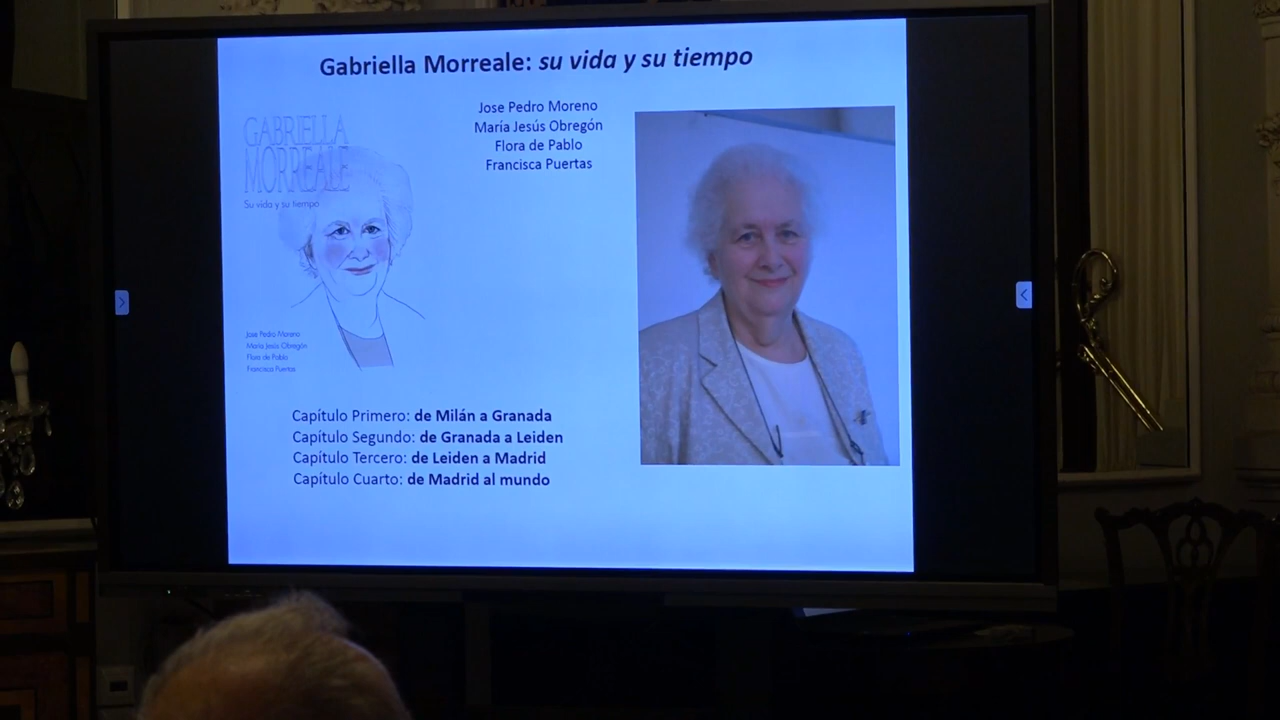 Gabriella Morreale: su vida y su tiempo
GABRIELLA
MORREALE
Su vida y su tiempo
Jose Pedro Moreno
María Jesús Obregón
Flora de Pablo
Francisca Puertas
Jose Pedro Moreno
María Jesús Obregón
Flora de Pablo
Francisca Puertas
Capítulo Primero: de Milán a Granada
Capítulo Segundo: de Granada a Leiden
Capítulo Tercero: de Leiden a Madrid
Capítulo Cuarto: de Madrid al mundo